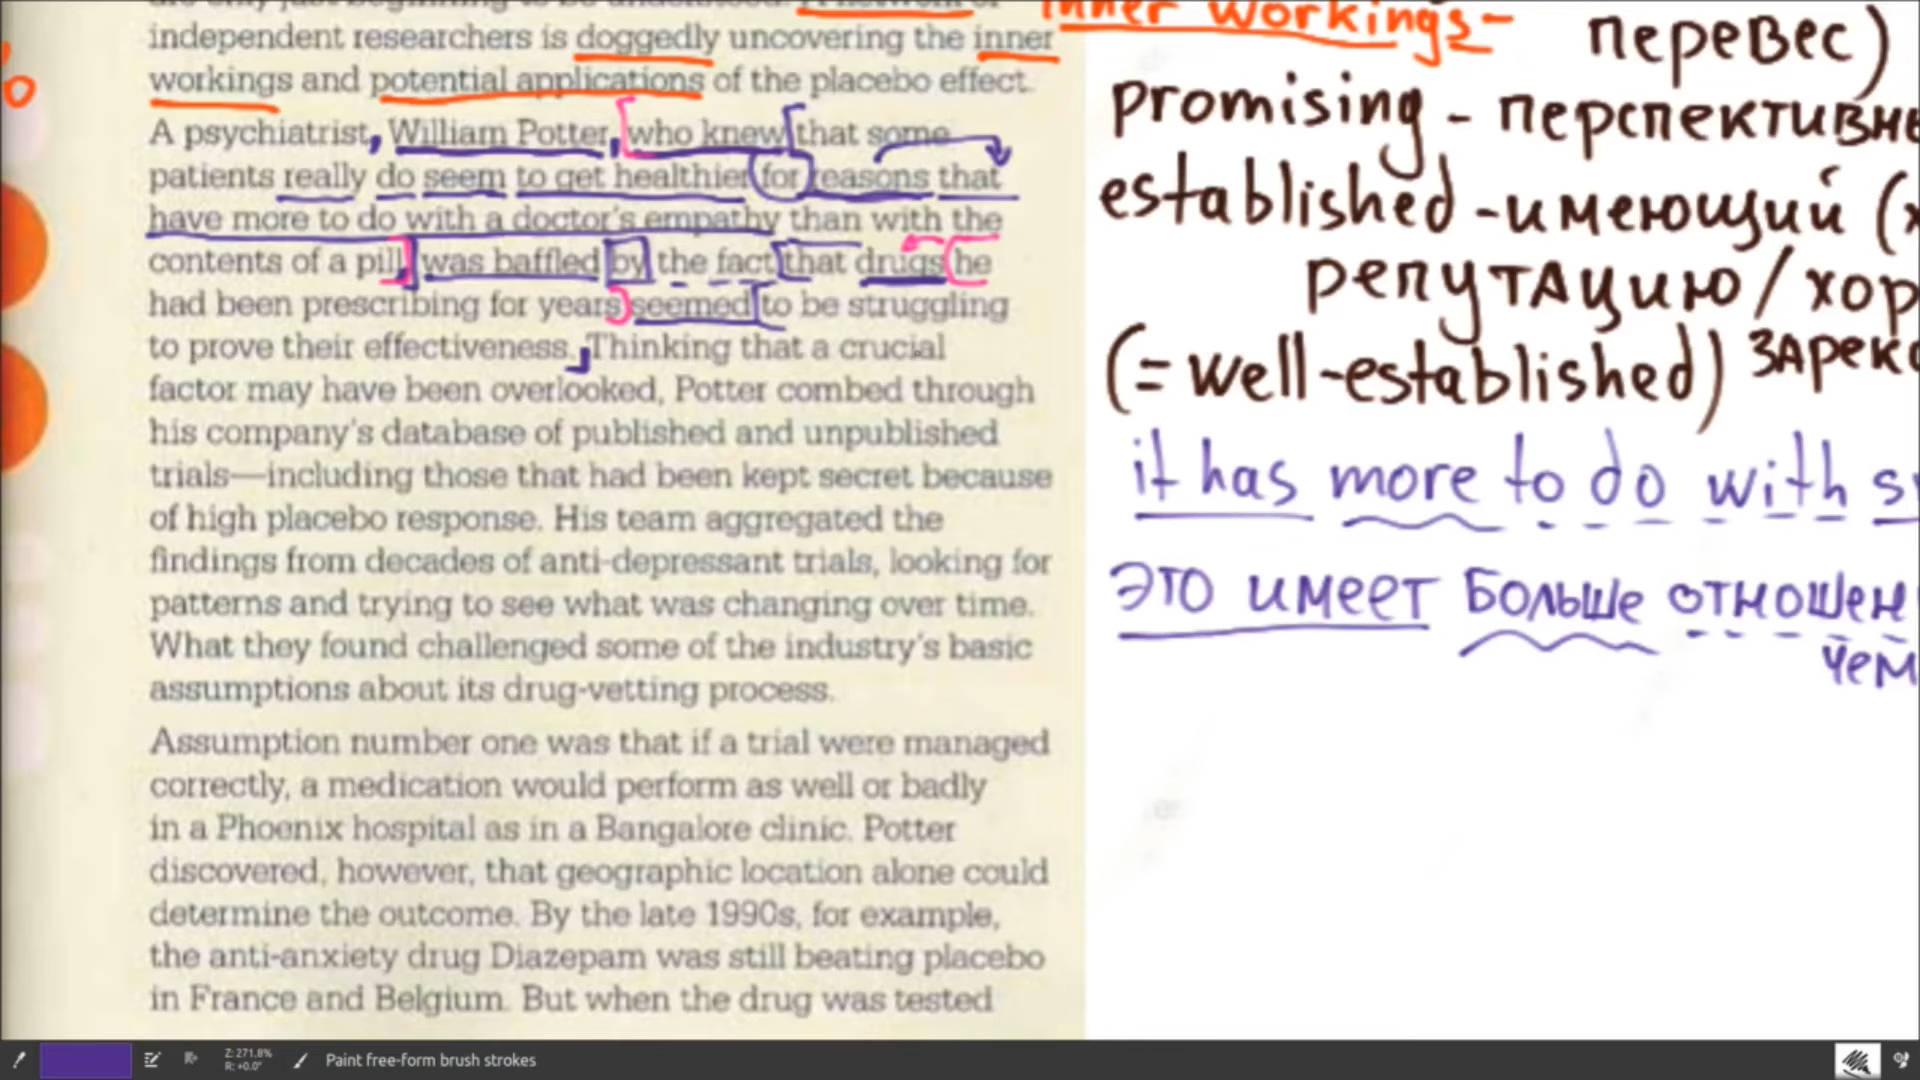 independent researchers is doggedly uncovering the inner
workings and potential applications of the placebo effect.
A psychiatrist, William Potter, who knew that some
patients really do seem to get healthier for reasons that
have more to do with a doctor's empathy than with the
contents of a pill, was baffled by the fact that drugs he
had been prescribing for years seemed to be struggling
to prove their effectiveness. Thinking that a crucial
factor may have been overlooked, Potter combed through
his company's database of published and unpublished
trials—including those that had been kept secret because
of high placebo response. His team aggregated the
findings from decades of anti-depressant trials, looking for
patterns and trying to see what was changing over time.
What they found challenged some of the industry's basic
assumptions about its drug-vetting process.
Assumption number one was that if a trial were managed
correctly, a medication would perform as well or badly
in a Phoenix hospital as in a Bangalore clinic. Potter
discovered, however, that geographic location alone could
determine the outcome. By the late 1990s, for example,
the anti-anxiety drug Diazepam was still beating placebo
in France and Belgium. But when the drug was tested
inner workings-
перевес)
promising - перспективн
established - имеющий (х
репутацию/хор
(= well-established) зарек
it has more to do with s
это имеет больше отношен
чем
Z: 271.8%
R: +0.0°
Paint free-form brush strokes